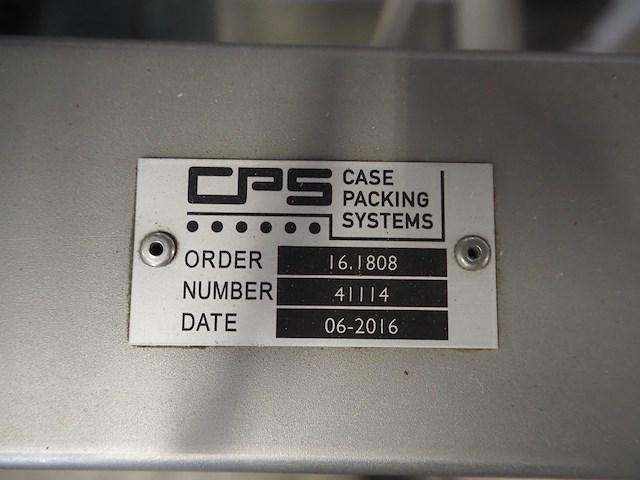 CPS
CASE
PACKING
SYSTEMS
ORDER 16.1808
NUMBER 41114
DATE 06-2016